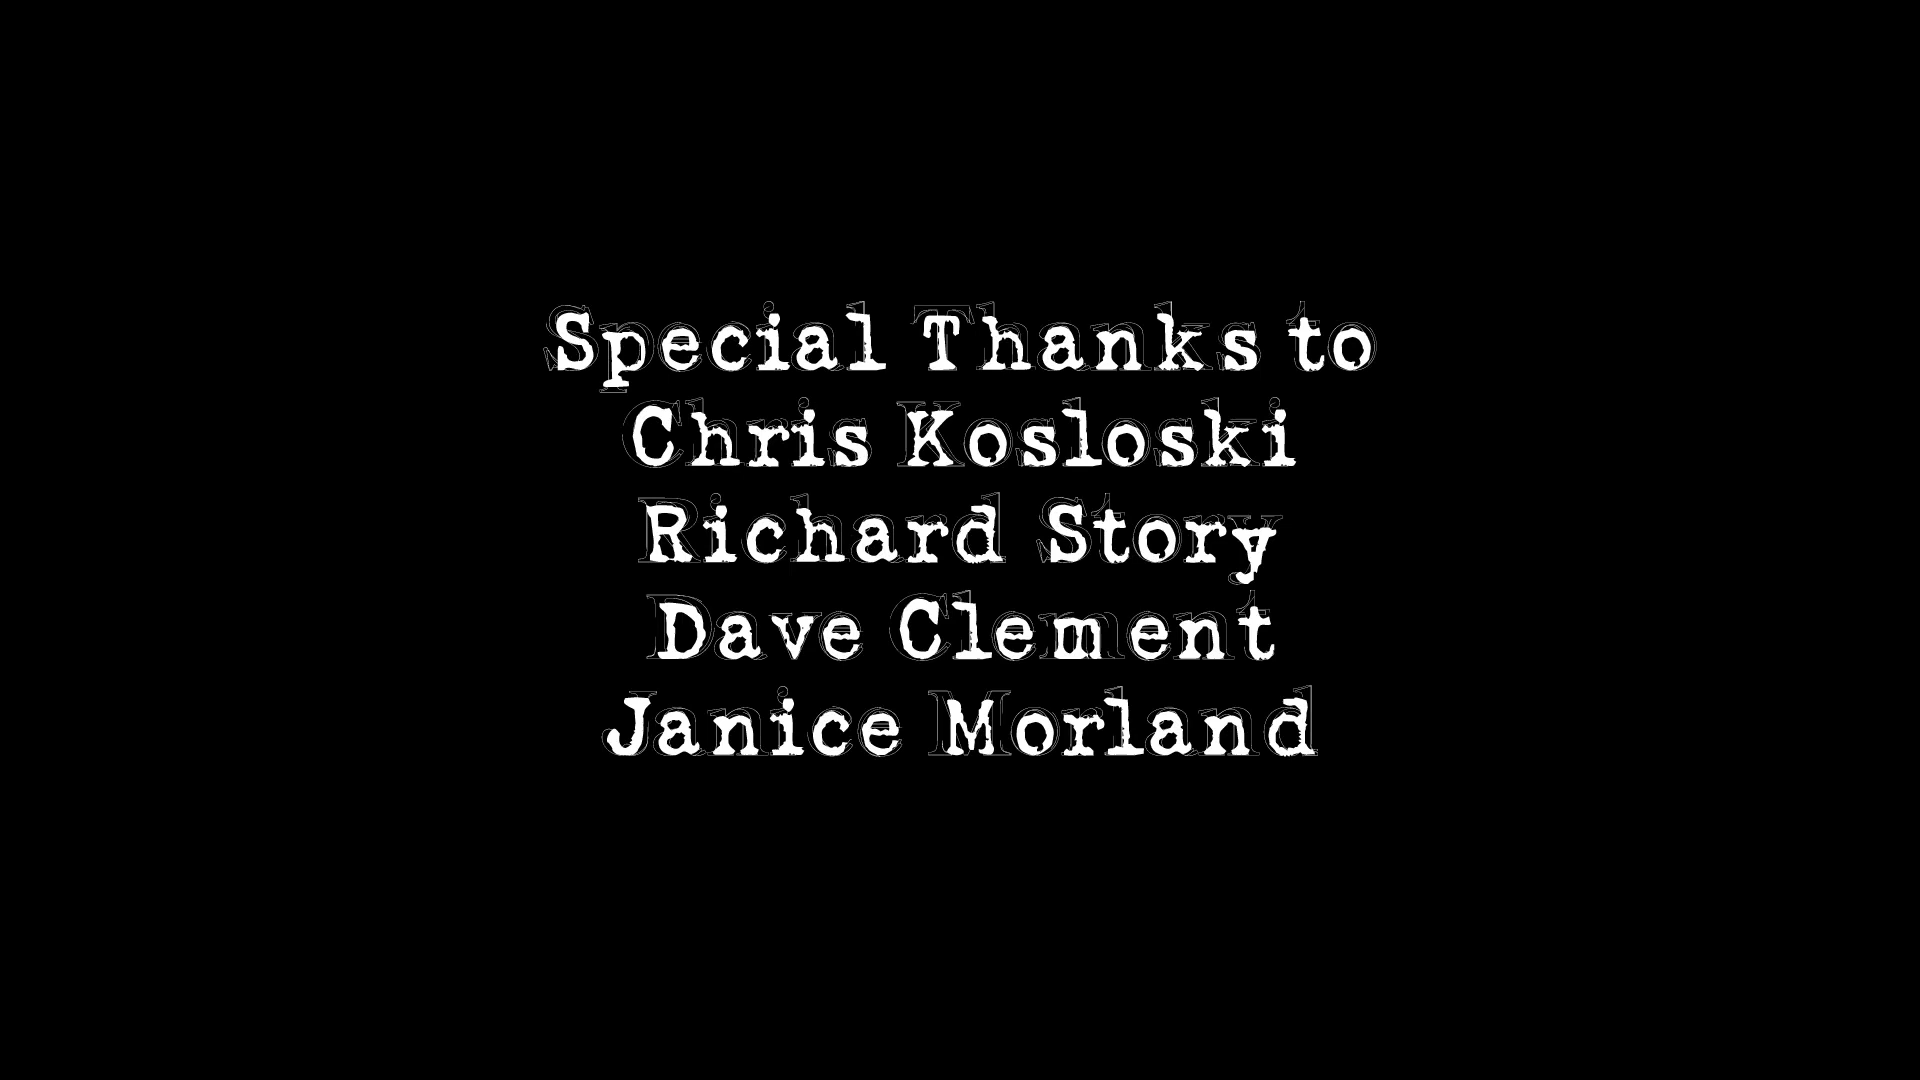 Special Thanks to
Chris Kosloski
Richard Story
Dave Clement
Janice Morland